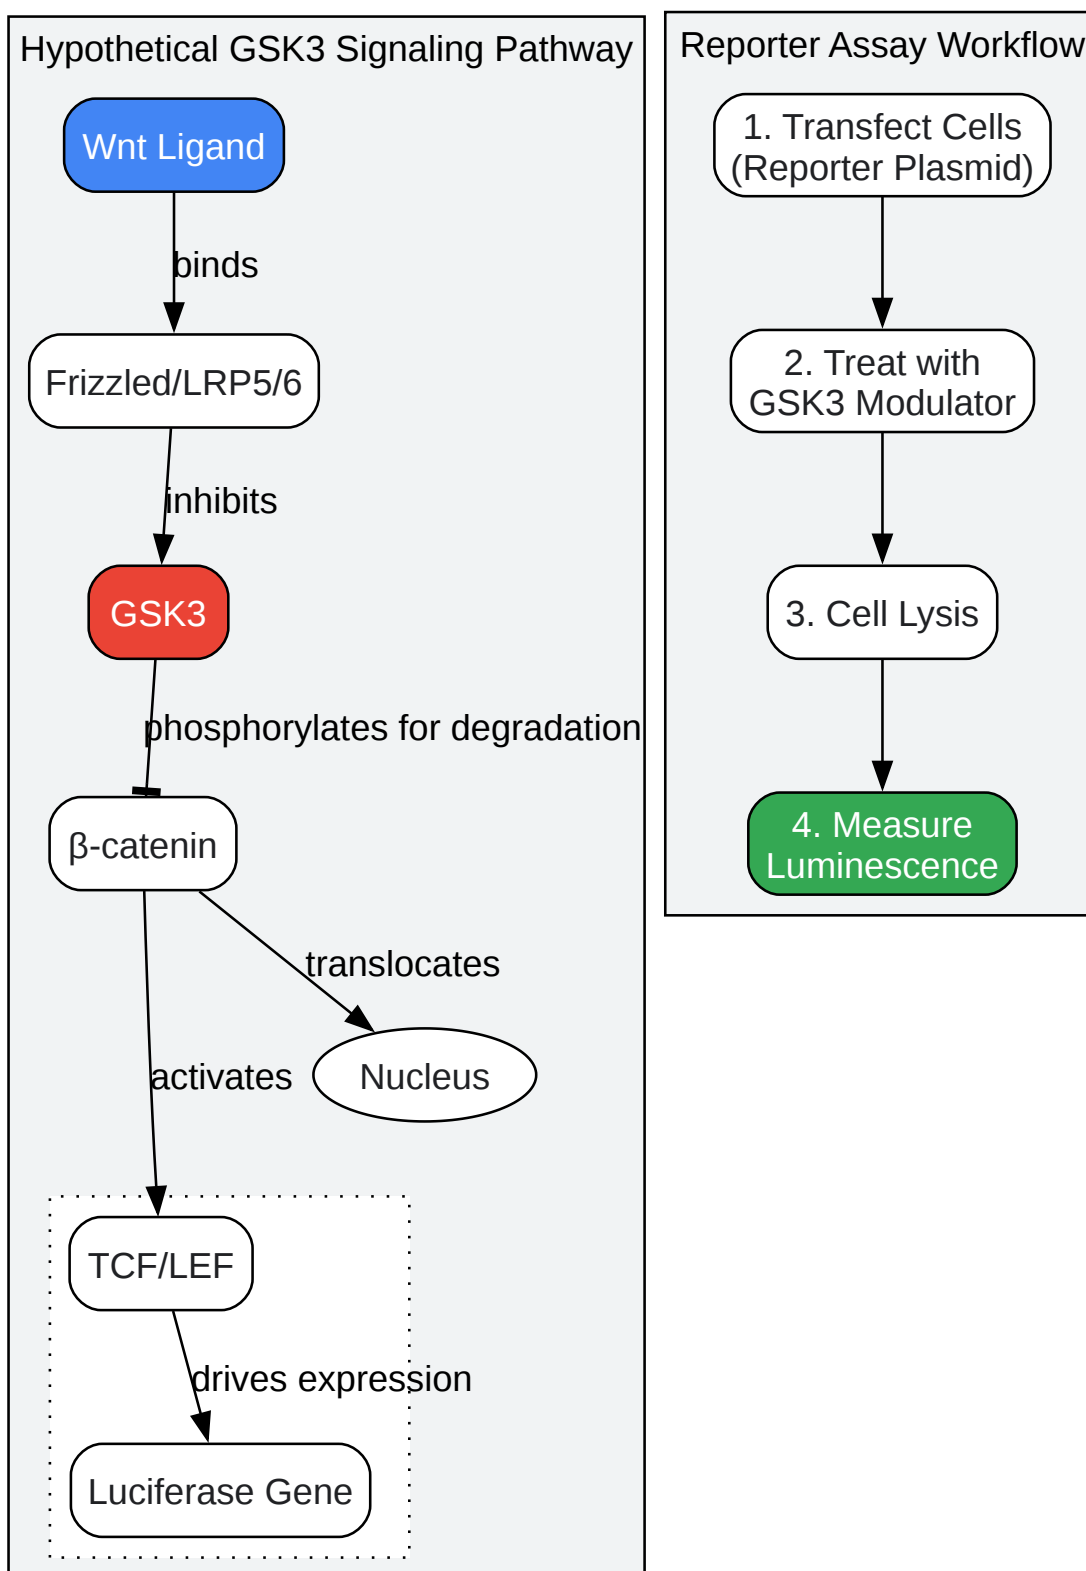 Hypothetical GSK3 Signaling Pathway
Wnt Ligand
binds
Frizzled/LRP5/6
inhibits
GSK3
phosphorylates for degradation
β-catenin
translocates
Nucleus
activates
TCF/LEF
drives expression
Luciferase Gene
Reporter Assay Workflow
1. Transfect Cells
(Reporter Plasmid)
2. Treat with
GSK3 Modulator
3. Cell Lysis
4. Measure
Luminescence